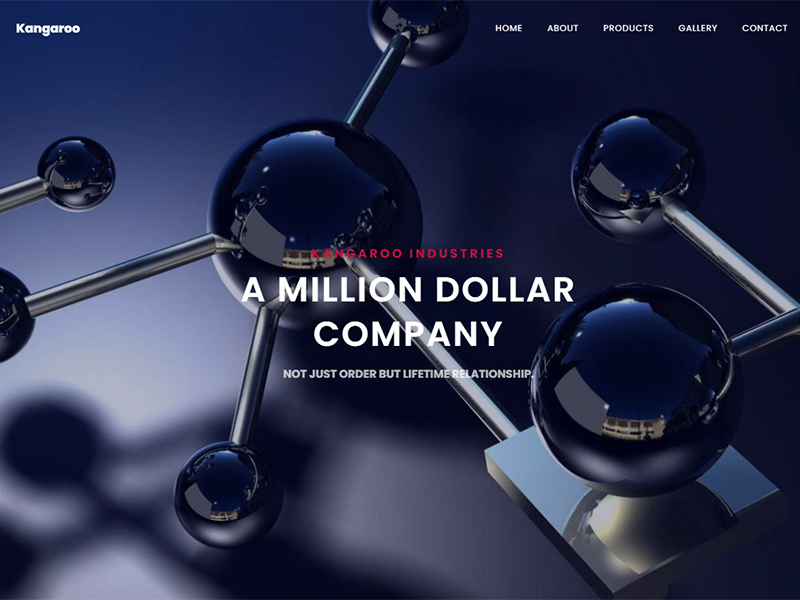 Kangaroo
HOME ABOUT PRODUCTS GALLERY CONTACT
KANGAROO INDUSTRIES
A MILLION DOLLAR
COMPANY
NOT JUST ORDER BUT LIFETIME RELATIONSHIP.